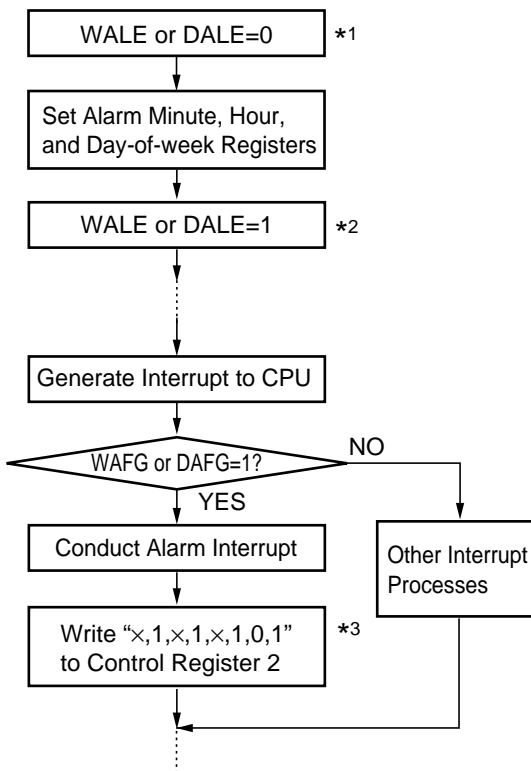 WALE or DALE=0
*1
Set Alarm Minute, Hour,
and Day-of-week Registers
WALE or DALE=1
*2
Generate Interrupt to CPU
WAFG or DAFG=1?
NO
YES
Conduct Alarm Interrupt
Other Interrupt
Processes
Write “×,1,×,1,×,1,0,1”
to Control Register 2
*3